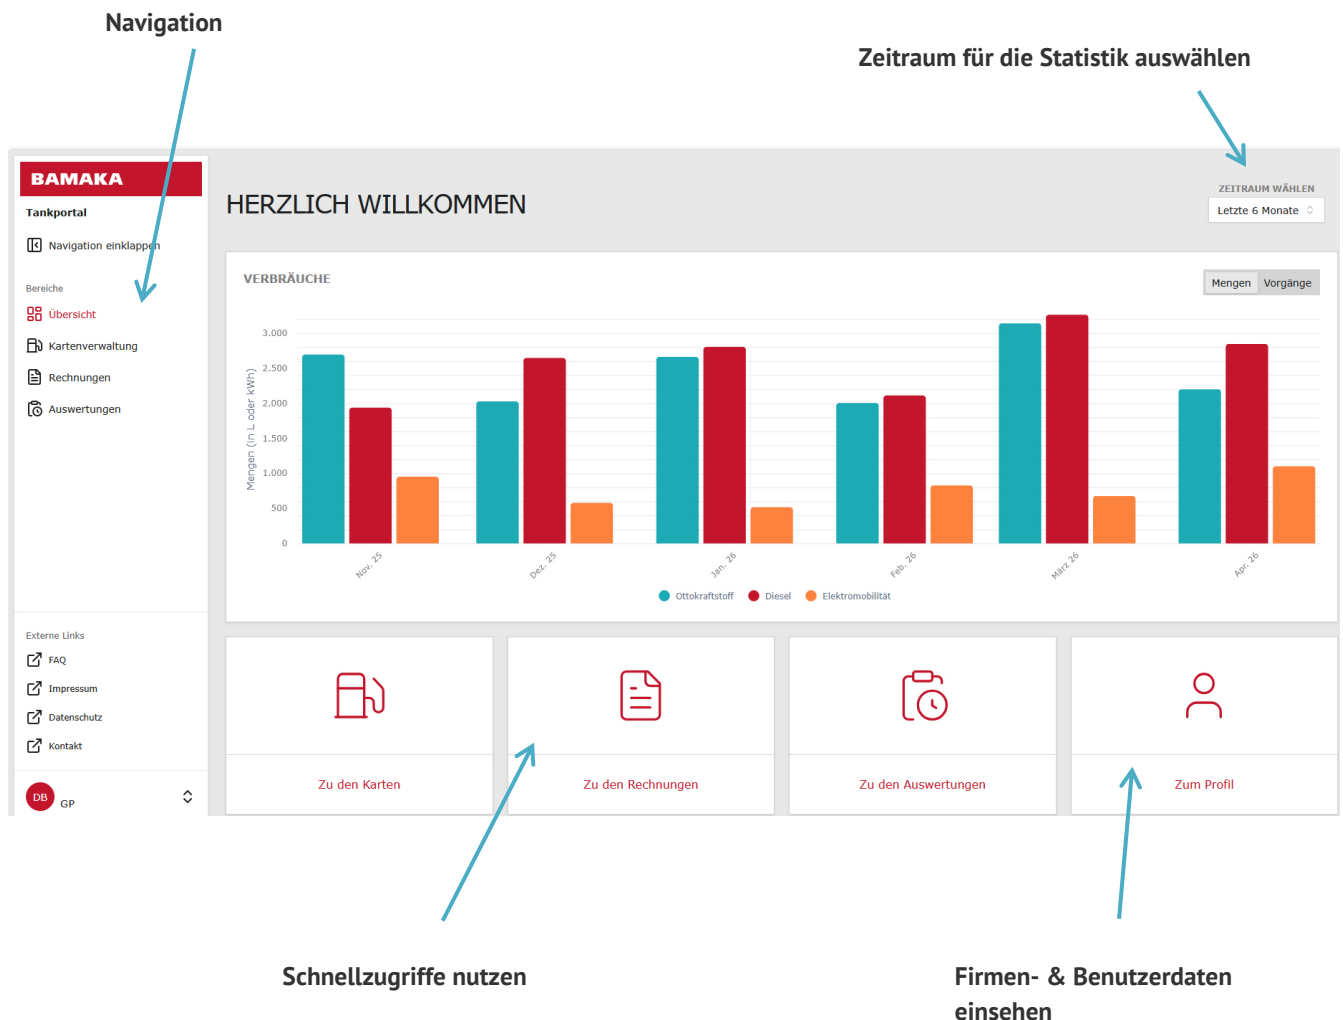 Navigation
Zeitraum für die Statistik auswählen
BAMAKA
Tankportal
Navigation einklappen
Bereiche
Übersicht
Kartenverwaltung
Rechnungen
Auswertungen
Externe Links
FAQ
Impressum
Datenschutz
Kontakt
DB GP
HERZLICH WILLKOMMEN
ZEITRAUM WÄHLEN
Letzte 6 Monate
VERBRÄUCHE
Mengen Vorgänge
Mengen (in L oder kWh)
3.000
2.500
2.000
1.500
1.000
500
0
Nov. 25 Dez. 25 Jan. 26 Feb. 26 März 26 Apr. 26
Ottokraftstoff Diesel Elektromobilität
Zu den Karten
Zu den Rechnungen
Zu den Auswertungen
Zum Profil
Schnellzugriffe nutzen
Firmen- & Benutzerdaten
einsehen